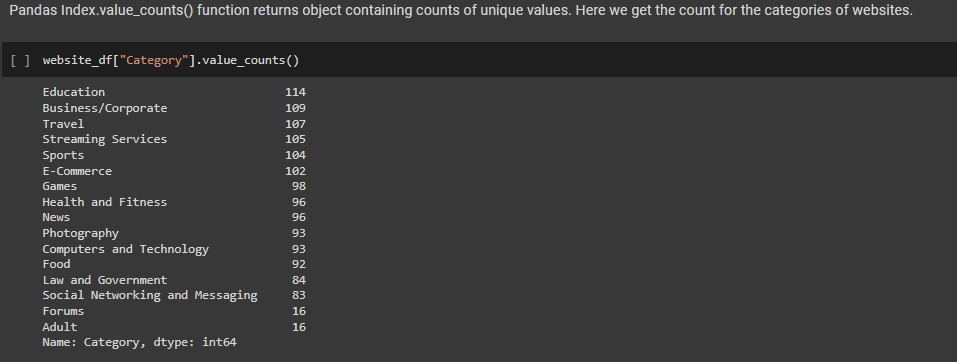 Pandas Index.value_counts() function returns object containing counts of unique values. Here we get the count for the categories of websites.
[ ] website_df["Category"].value_counts()
Education 114
Business/Corporate 109
Travel 107
Streaming Services 105
Sports 104
E-Commerce 102
Games 98
Health and Fitness 96
News 96
Photography 93
Computers and Technology 93
Food 92
Law and Government 84
Social Networking and Messaging 83
Forums 16
Adult 16
Name: Category, dtype: int64